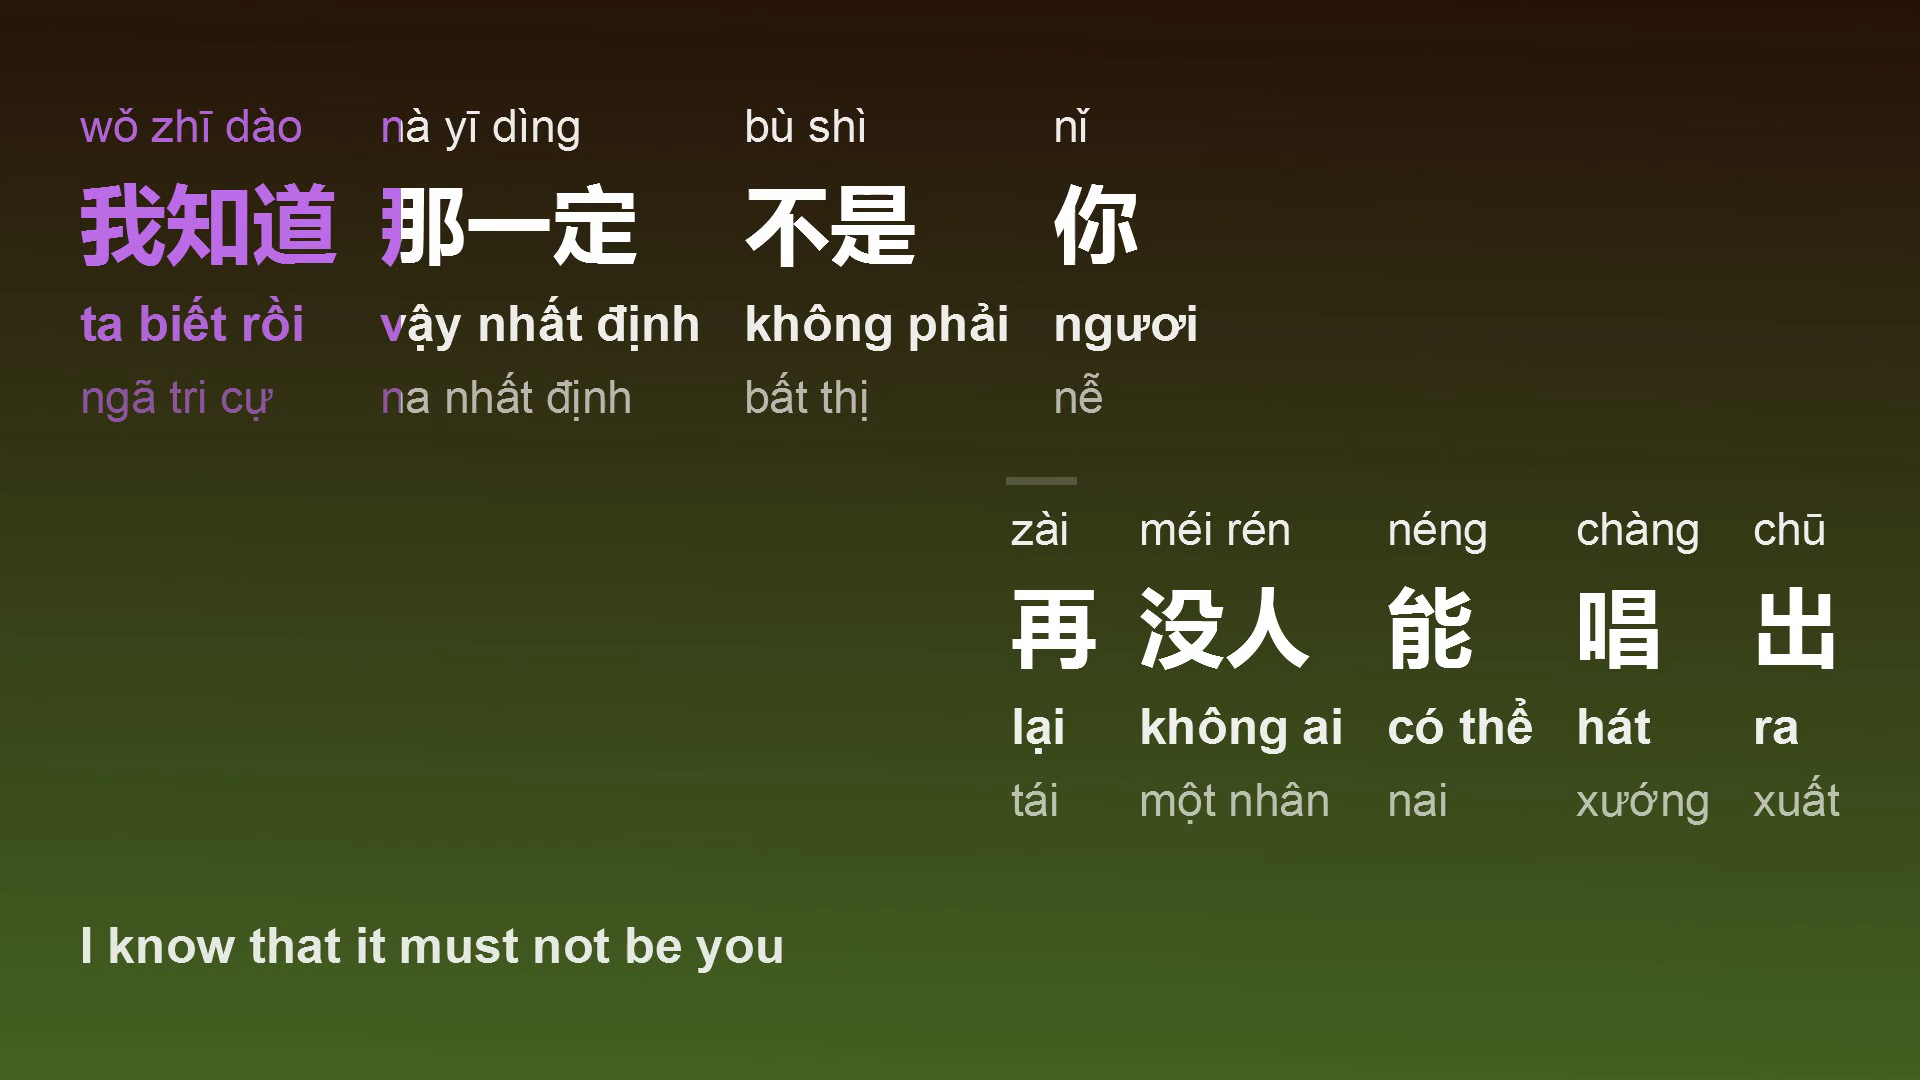 wǒ zhī dào nà yī dìng bù shì nǐ
我知道 那一定 不是 你
ta biết rồi vậy nhất định không phải ngươi
ngã tri cự na nhất định bất thị nễ
zài méi rén néng chàng chū
再 没人 能 唱 出
lại không ai có thể hát ra
tái một nhân nai xướng xuất
I know that it must not be you